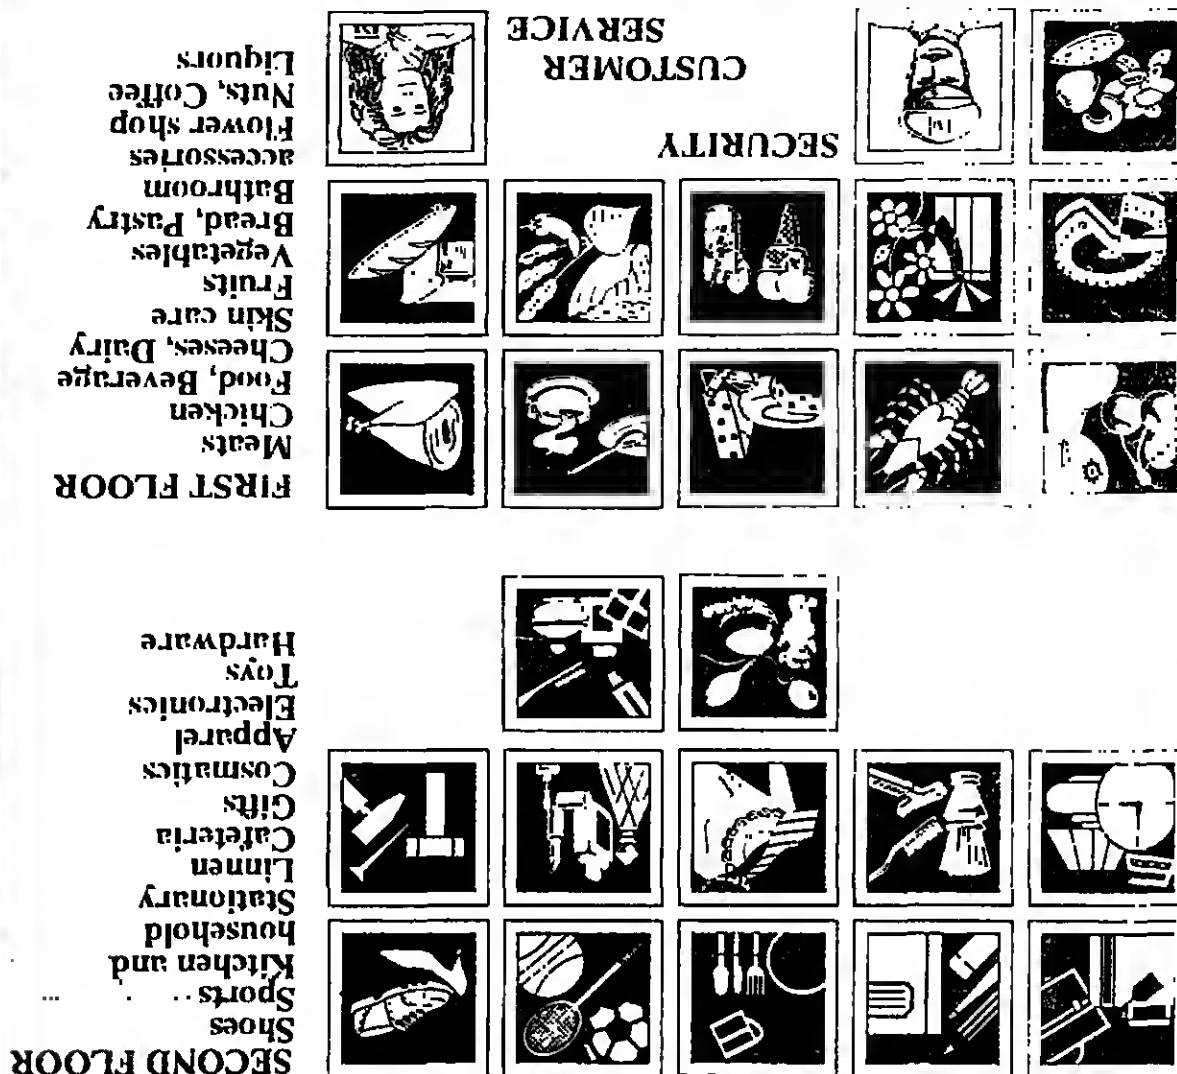 SECOND FLOOR
Shoes
Sports
Kitchen and
household
Stationary
Linnen
Cafeteria
Gifts
Cosmatics
Apparel
Electronics
Toys
Hardware
FIRST FLOOR
Meats
Chicken
Food, Beverage
Cheeses, Dairy
Skin care
Fruits
Vegetables
Bread, Pastry
Bathroom
accessories
Flower shop
Nuts, Coffee
Liquors
SECURITY
CUSTOMER
SERVICE